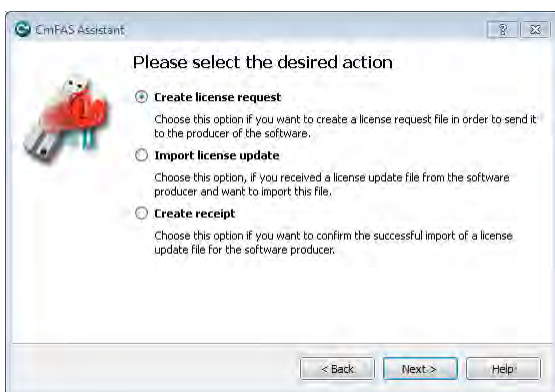 CmFAS Assistant
Please select the desired action
Create license request
Choose this option if you want to create a license request file in order to send it
to the producer of the software.
Import license update
Choose this option, if you received a license update file from the software
producer and want to import this file.
Create receipt
Choose this option if you want to confirm the successful import of a license
update file for the software producer.
< Back Next > Help